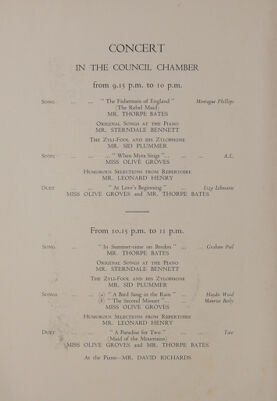 CONCERT
IN THE COUNCIL CHAMBER
from 9.15 p.m. to 10 p.m.
SONG ... ... ... " The Fishermen of England " Montague Phillips
(The Rebel Maid)
MR. THORPE BATES
ORIGINAL SONGS AT THE PIANO
MR. STERNDALE BENNETT
THE ZYLI-FOOL AND HIS ZYLOPHONE
MR. SID PLUMMER
SONG ... ... ... " When Myra Sings " ... ... ... A.L.
MISS OLIVE GROVES
HUMOROUS SELECTIONS FROM REPERTOIRE
MR. LEONARD HENRY
DUET ... ... " At Love's Beginning " ... ... Liza Lehmann
MISS OLIVE GROVES AND MR. THORPE BATES
From 10.15 p.m. to 11 p.m.
SONG ... ... " In Summer-time on Bredon " ... Graham Peel
MR. THORPE BATES
ORIGINAL SONGS AT THE PIANO
MR. STERNDALE BENNETT
THE ZYLI-FOOL AND HIS ZYLOPHONE
MR. SID PLUMMER
SONGS ... ... (a) " A Bird Sang in the Rain " ... Haydn Wood
(b) " The Second Minuet " ... Maurice Besly
MISS OLIVE GROVES
HUMOROUS SELECTIONS FROM REPERTOIRE
MR. LEONARD HENRY
DUET ... ... " A Paradise for Two " ... ... Tate
(Maid of the Mountains)
MISS OLIVE GROVES AND MR. THORPE BATES
At the Piano—MR. DAVID RICHARDS